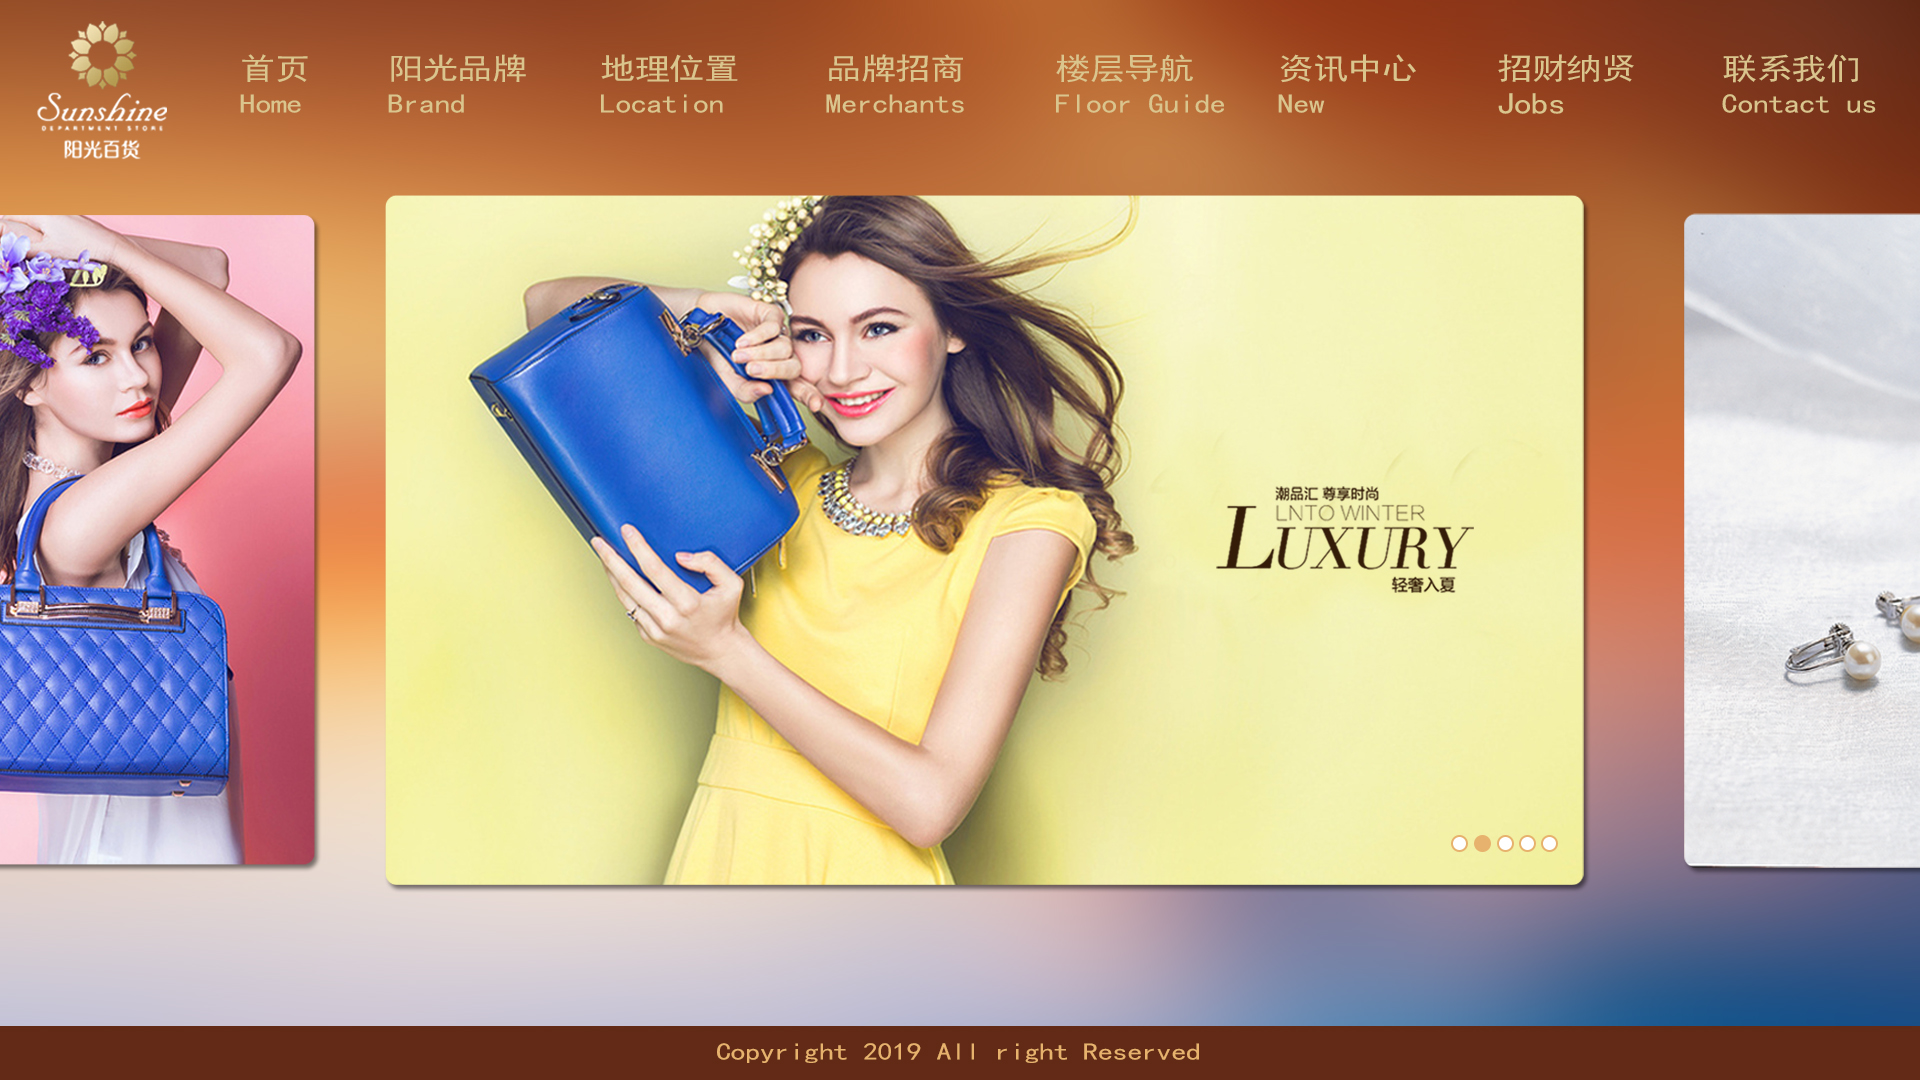 Sunshine
DEPARTMENT STORE
阳光百货
首页
Home
阳光品牌
Brand
地理位置
Location
品牌招商
Merchants
楼层导航
Floor Guide
资讯中心
New
招财纳贤
Jobs
联系我们
Contact us
潮品汇 尊享时尚
LNTO WINTER
LUXURY
轻奢入夏
Copyright 2019 All right Reserved